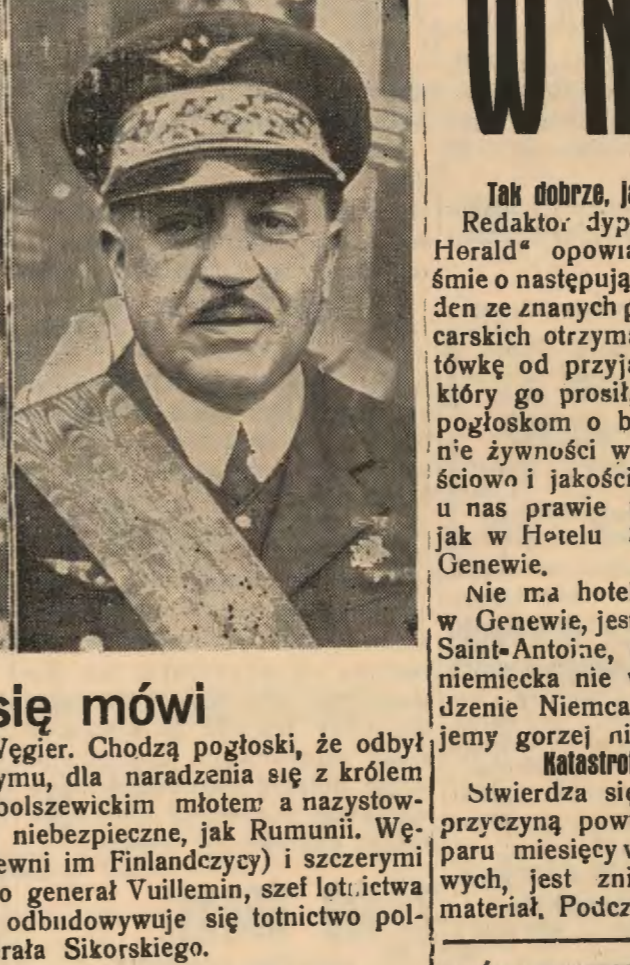 się mówi
Węgier. Chodzą pogłoski, że odbył
ymu, dla naradzenia się z królem
bolszewickim młotem a nazystow-
niebezpieczne, jak Rumunii. Wę-
ewni im Finlandczycy) i szczerymi
o generał Vuillemin, szef lotnictwa
odbudowywuje się totnictwo pol-
rała Sikorskiego.
W N
Tak dobrze, j
Redaktor dyp
Herald“ opowia
śmie o następują
den ze znanych p
carskich otrzyma
tówkę od przyja
który go prosił
pogłoskom o b
n'e żywności w
ściowo i jakości
u nas prawie
jak w Hotelu
Genewie.
Nie ma hote
w Genewie, jes
Saint-Antoine,
niemiecka nie w
dzenie Niemca
jemy gorzej ni
Katastro
Stwierdza się
przyczyną pow
paru miesięcy w
wych, jest zni
materiał. Podcz